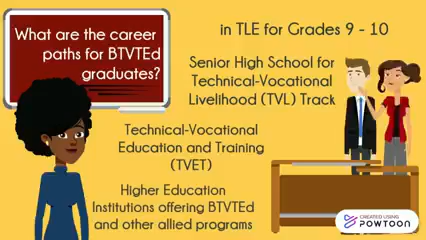 What are the career
paths for BTVTEd
graduates?
in TLE for Grades 9 - 10
Senior High School for
Technical-Vocational
Livelihood (TVL) Track
Technical-Vocational
Education and Training
(TVET)
Higher Education
Institutions offering BTVTEd
and other allied programs
CREATED USING
POWTOON